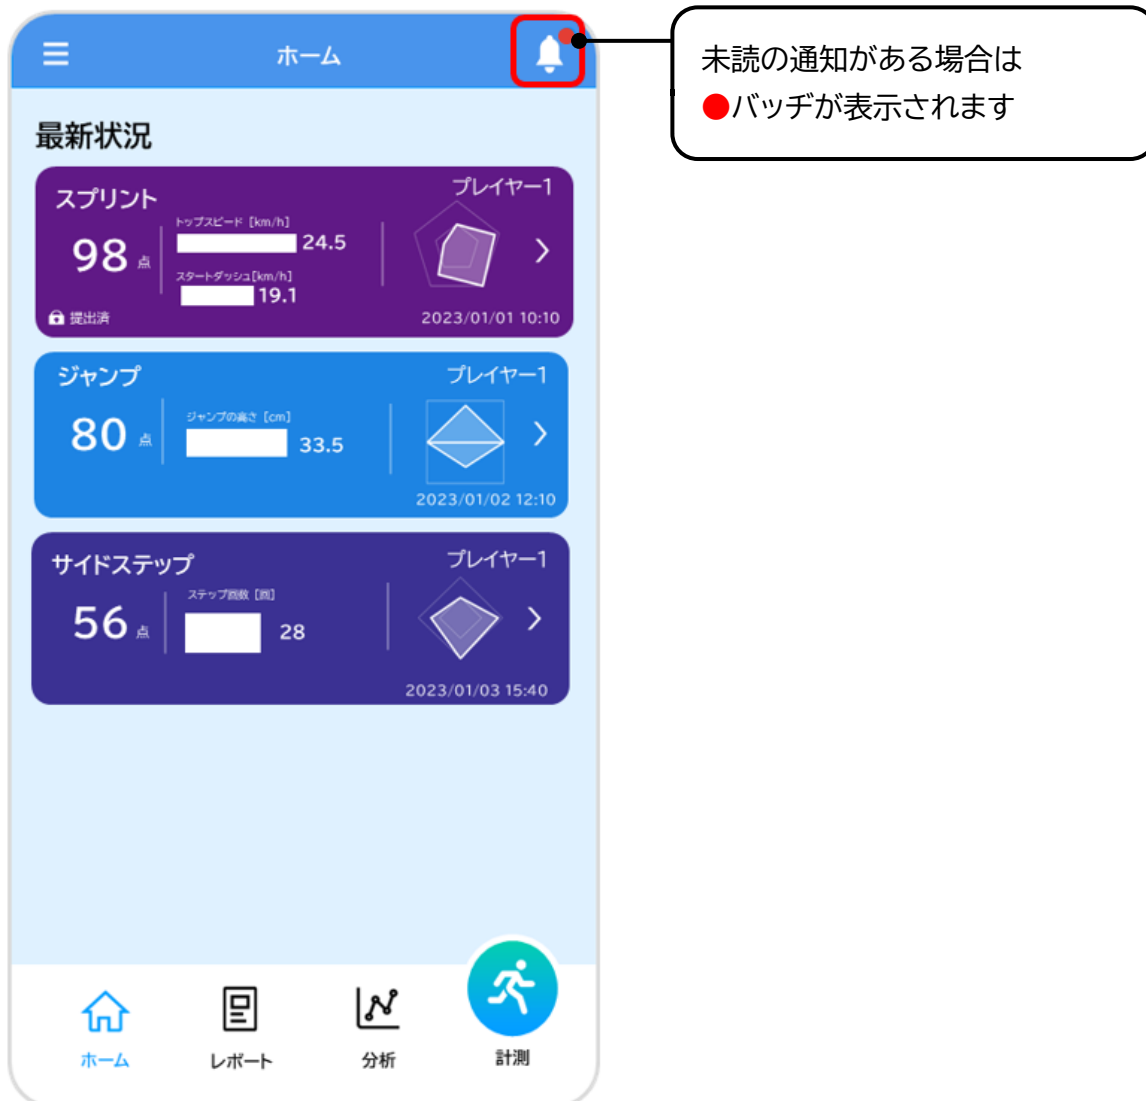 ホーム
未読の通知がある場合は
●バッヂが表示されます
最新状況
スプリント
プレイヤー1
98 点
トップスピード [km/h]
24.5
スタートダッシュ[km/h]
19.1
提出済
2023/01/01 10:10
ジャンプ
プレイヤー1
80 点
ジャンプの高さ [cm]
33.5
2023/01/02 12:10
サイドステップ
プレイヤー1
56 点
ステップ回数 [回]
28
2023/01/03 15:40
ホーム
レポート
分析
計測